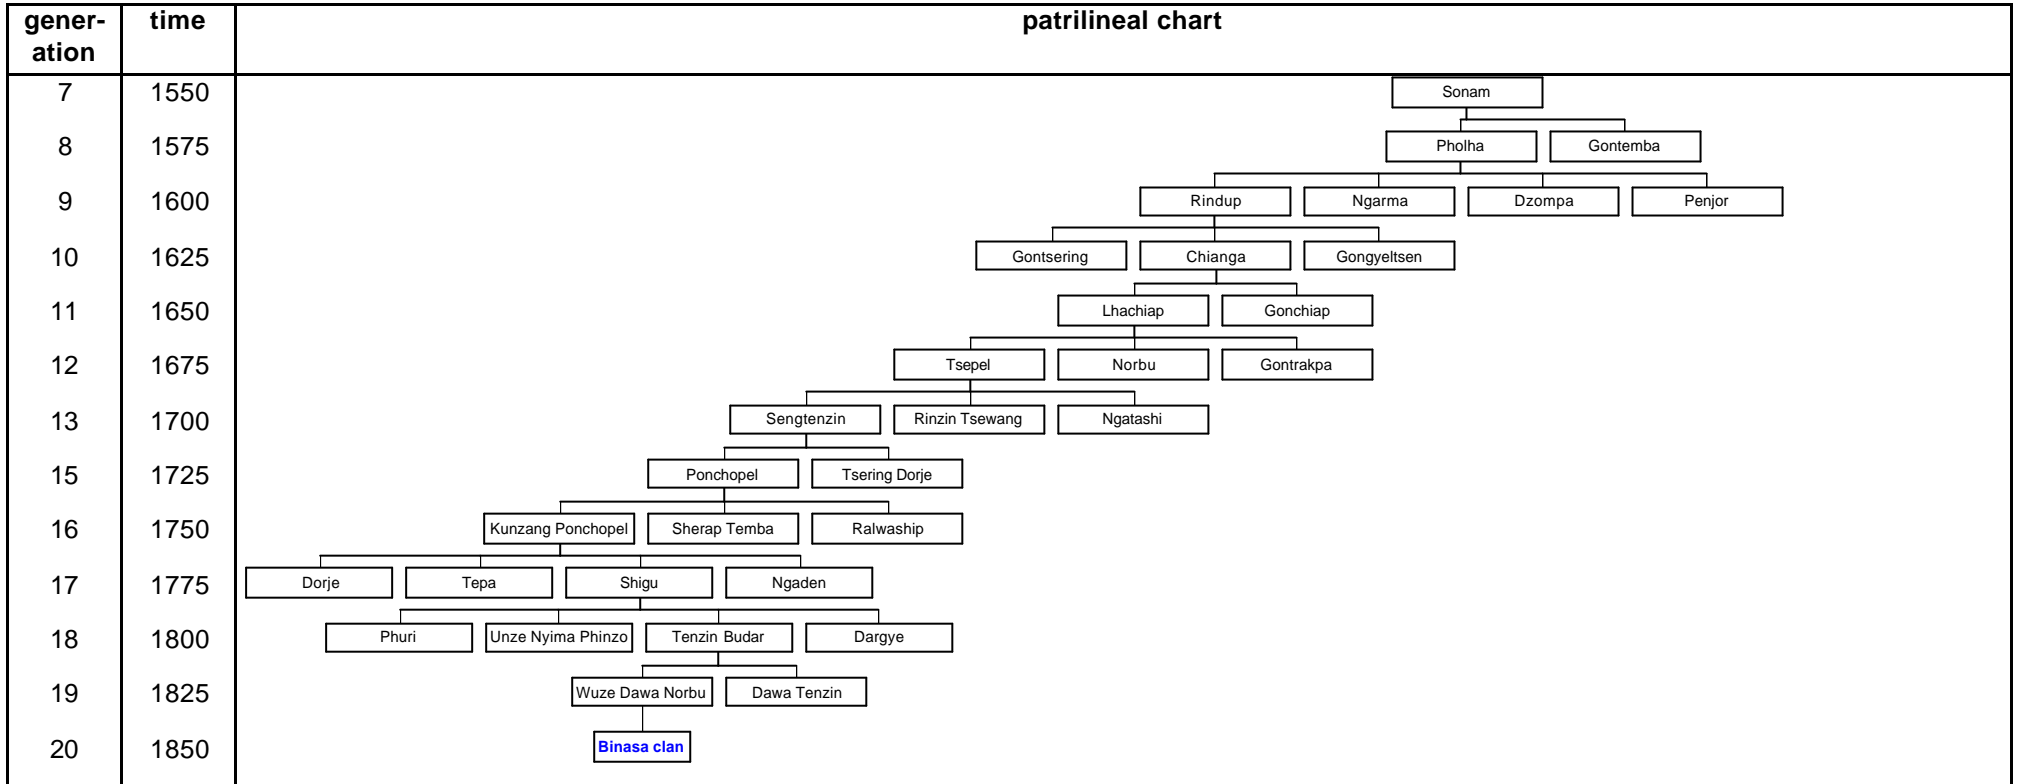 gener-
ation
time
patrilineal chart
7 1550 Sonam
8 1575 Pholha Gontemba
9 1600 Rindup Ngarma Dzompa Penjor
10 1625 Gontsering Chianga Gongyeltsen
11 1650 Lhachiap Gonchiap
12 1675 Tsepel Norbu Gontrakpa
13 1700 Sengtenzin Rinzin Tsewang Ngatashi
15 1725 Ponchopel Tsering Dorje
16 1750 Kunzang Ponchopel Sherap Temba Ralwaship
17 1775 Dorje Tepa Shigu Ngaden
18 1800 Phuri Unze Nyima Phinzo Tenzin Budar Dargye
19 1825 Wuze Dawa Norbu Dawa Tenzin
20 1850 Binasa clan